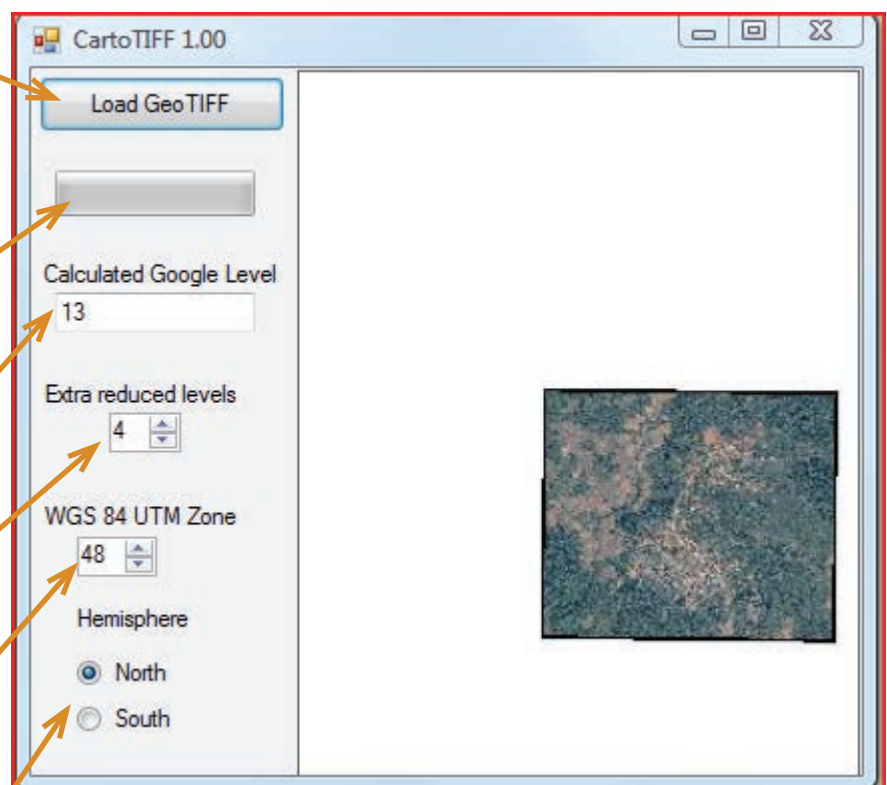 CartoTIFF 1.00
Load GeoTIFF
Calculated Google Level
13
Extra reduced levels
4
WGS 84 UTM Zone
48
Hemisphere
North
South